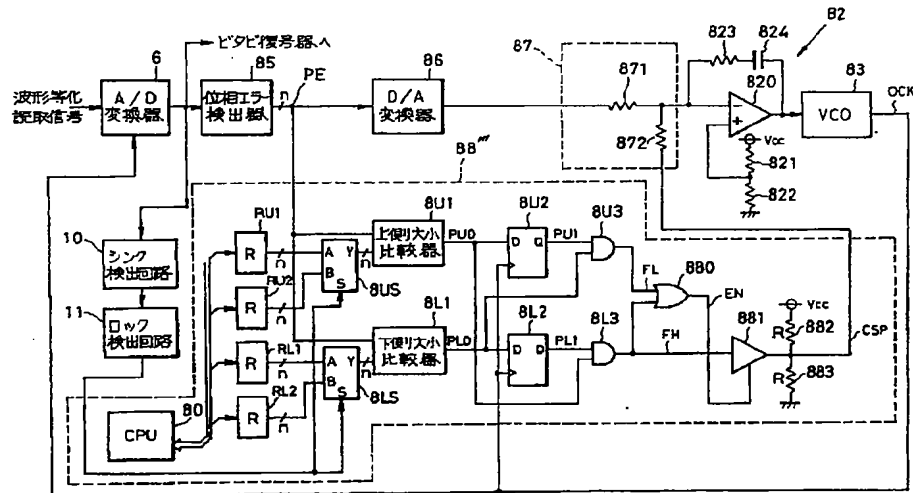 ビタビ復号器へ
6
85
PE
86
87
871
872
823
824
82
820
83
OCK
波形等化
読取信号
A/D
変換器
位相エラー
検出器
n
D/A
変換器
VCO
Vcc
821
822
88'''
10
シンク
検出回路
11
ロック
検出回路
80
CPU
RU1
R
RU2
R
RL1
R
RL2
R
n
n
n
n
A
B
S
Y
n
8US
A
B
S
Y
n
8LS
8U1
上側大小
比較器
PUO
8L1
下側大小
比較器
PLO
8U2
D
Q
PU1
8U3
8L2
D
D
PL1
8L3
FL
880
EN
FH
881
Vcc
R
882
R
883
CSP